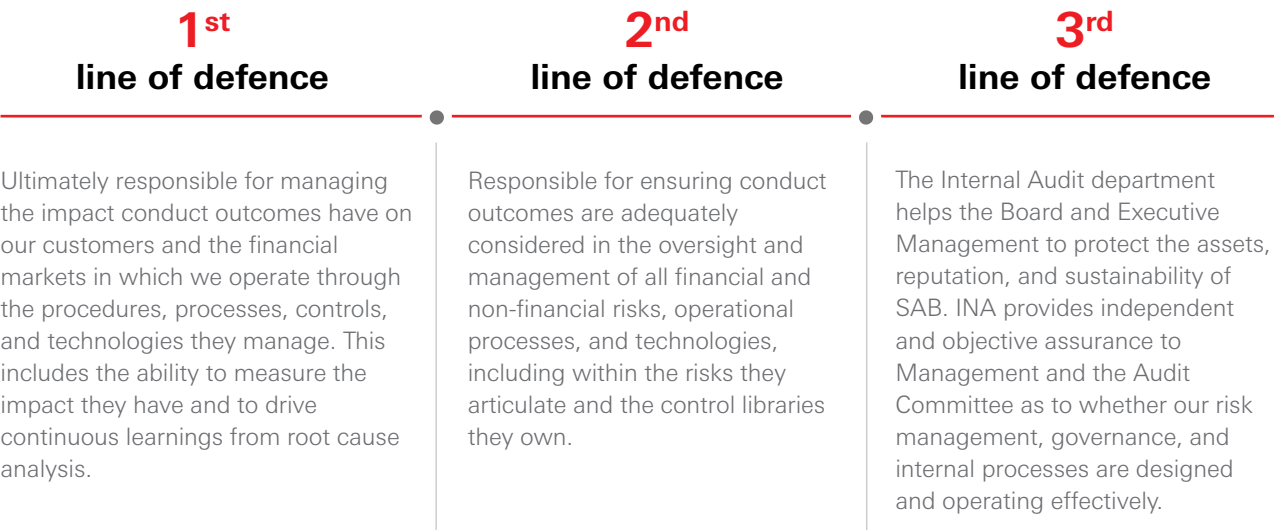 1st
line of defence
Ultimately responsible for managing
the impact conduct outcomes have on
our customers and the financial
markets in which we operate through
the procedures, processes, controls,
and technologies they manage. This
includes the ability to measure the
impact they have and to drive
continuous learnings from root cause
analysis.
2nd
line of defence
Responsible for ensuring conduct
outcomes are adequately
considered in the oversight and
management of all financial and
non-financial risks, operational
processes, and technologies,
including within the risks they
articulate and the control libraries
they own.
3rd
line of defence
The Internal Audit department
helps the Board and Executive
Management to protect the assets,
reputation, and sustainability of
SAB. INA provides independent
and objective assurance to
Management and the Audit
Committee as to whether our risk
management, governance, and
internal processes are designed
and operating effectively.